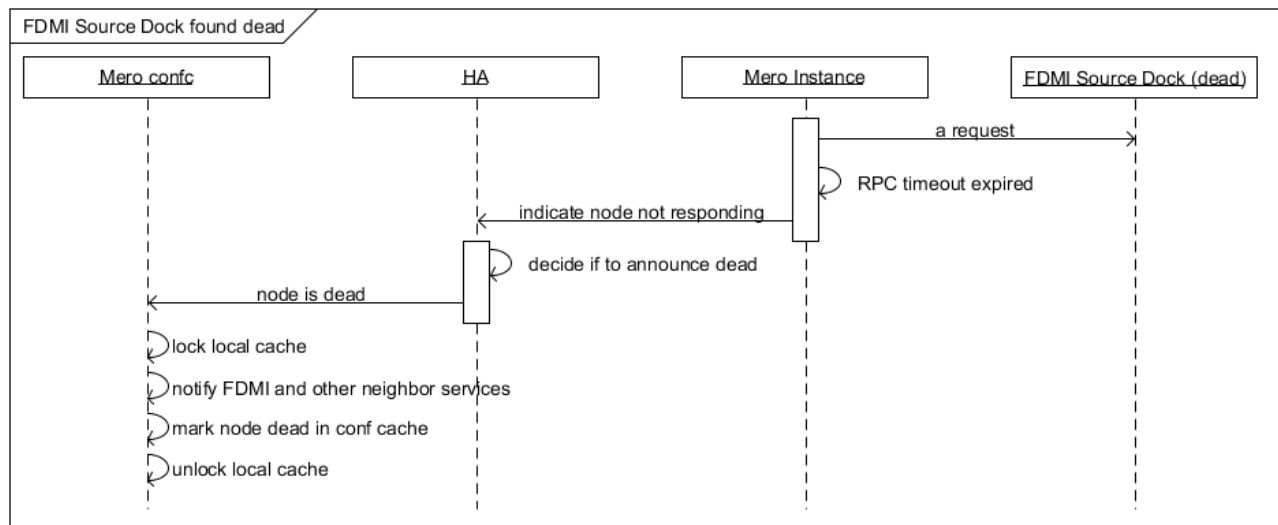 FDMI Source Dock found dead
Mero confc
HA
Mero Instance
FDMI Source Dock (dead)
a request
RPC timeout expired
indicate node not responding
decide if to announce dead
node is dead
lock local cache
notify FDMI and other neighbor services
mark node dead in conf cache
unlock local cache